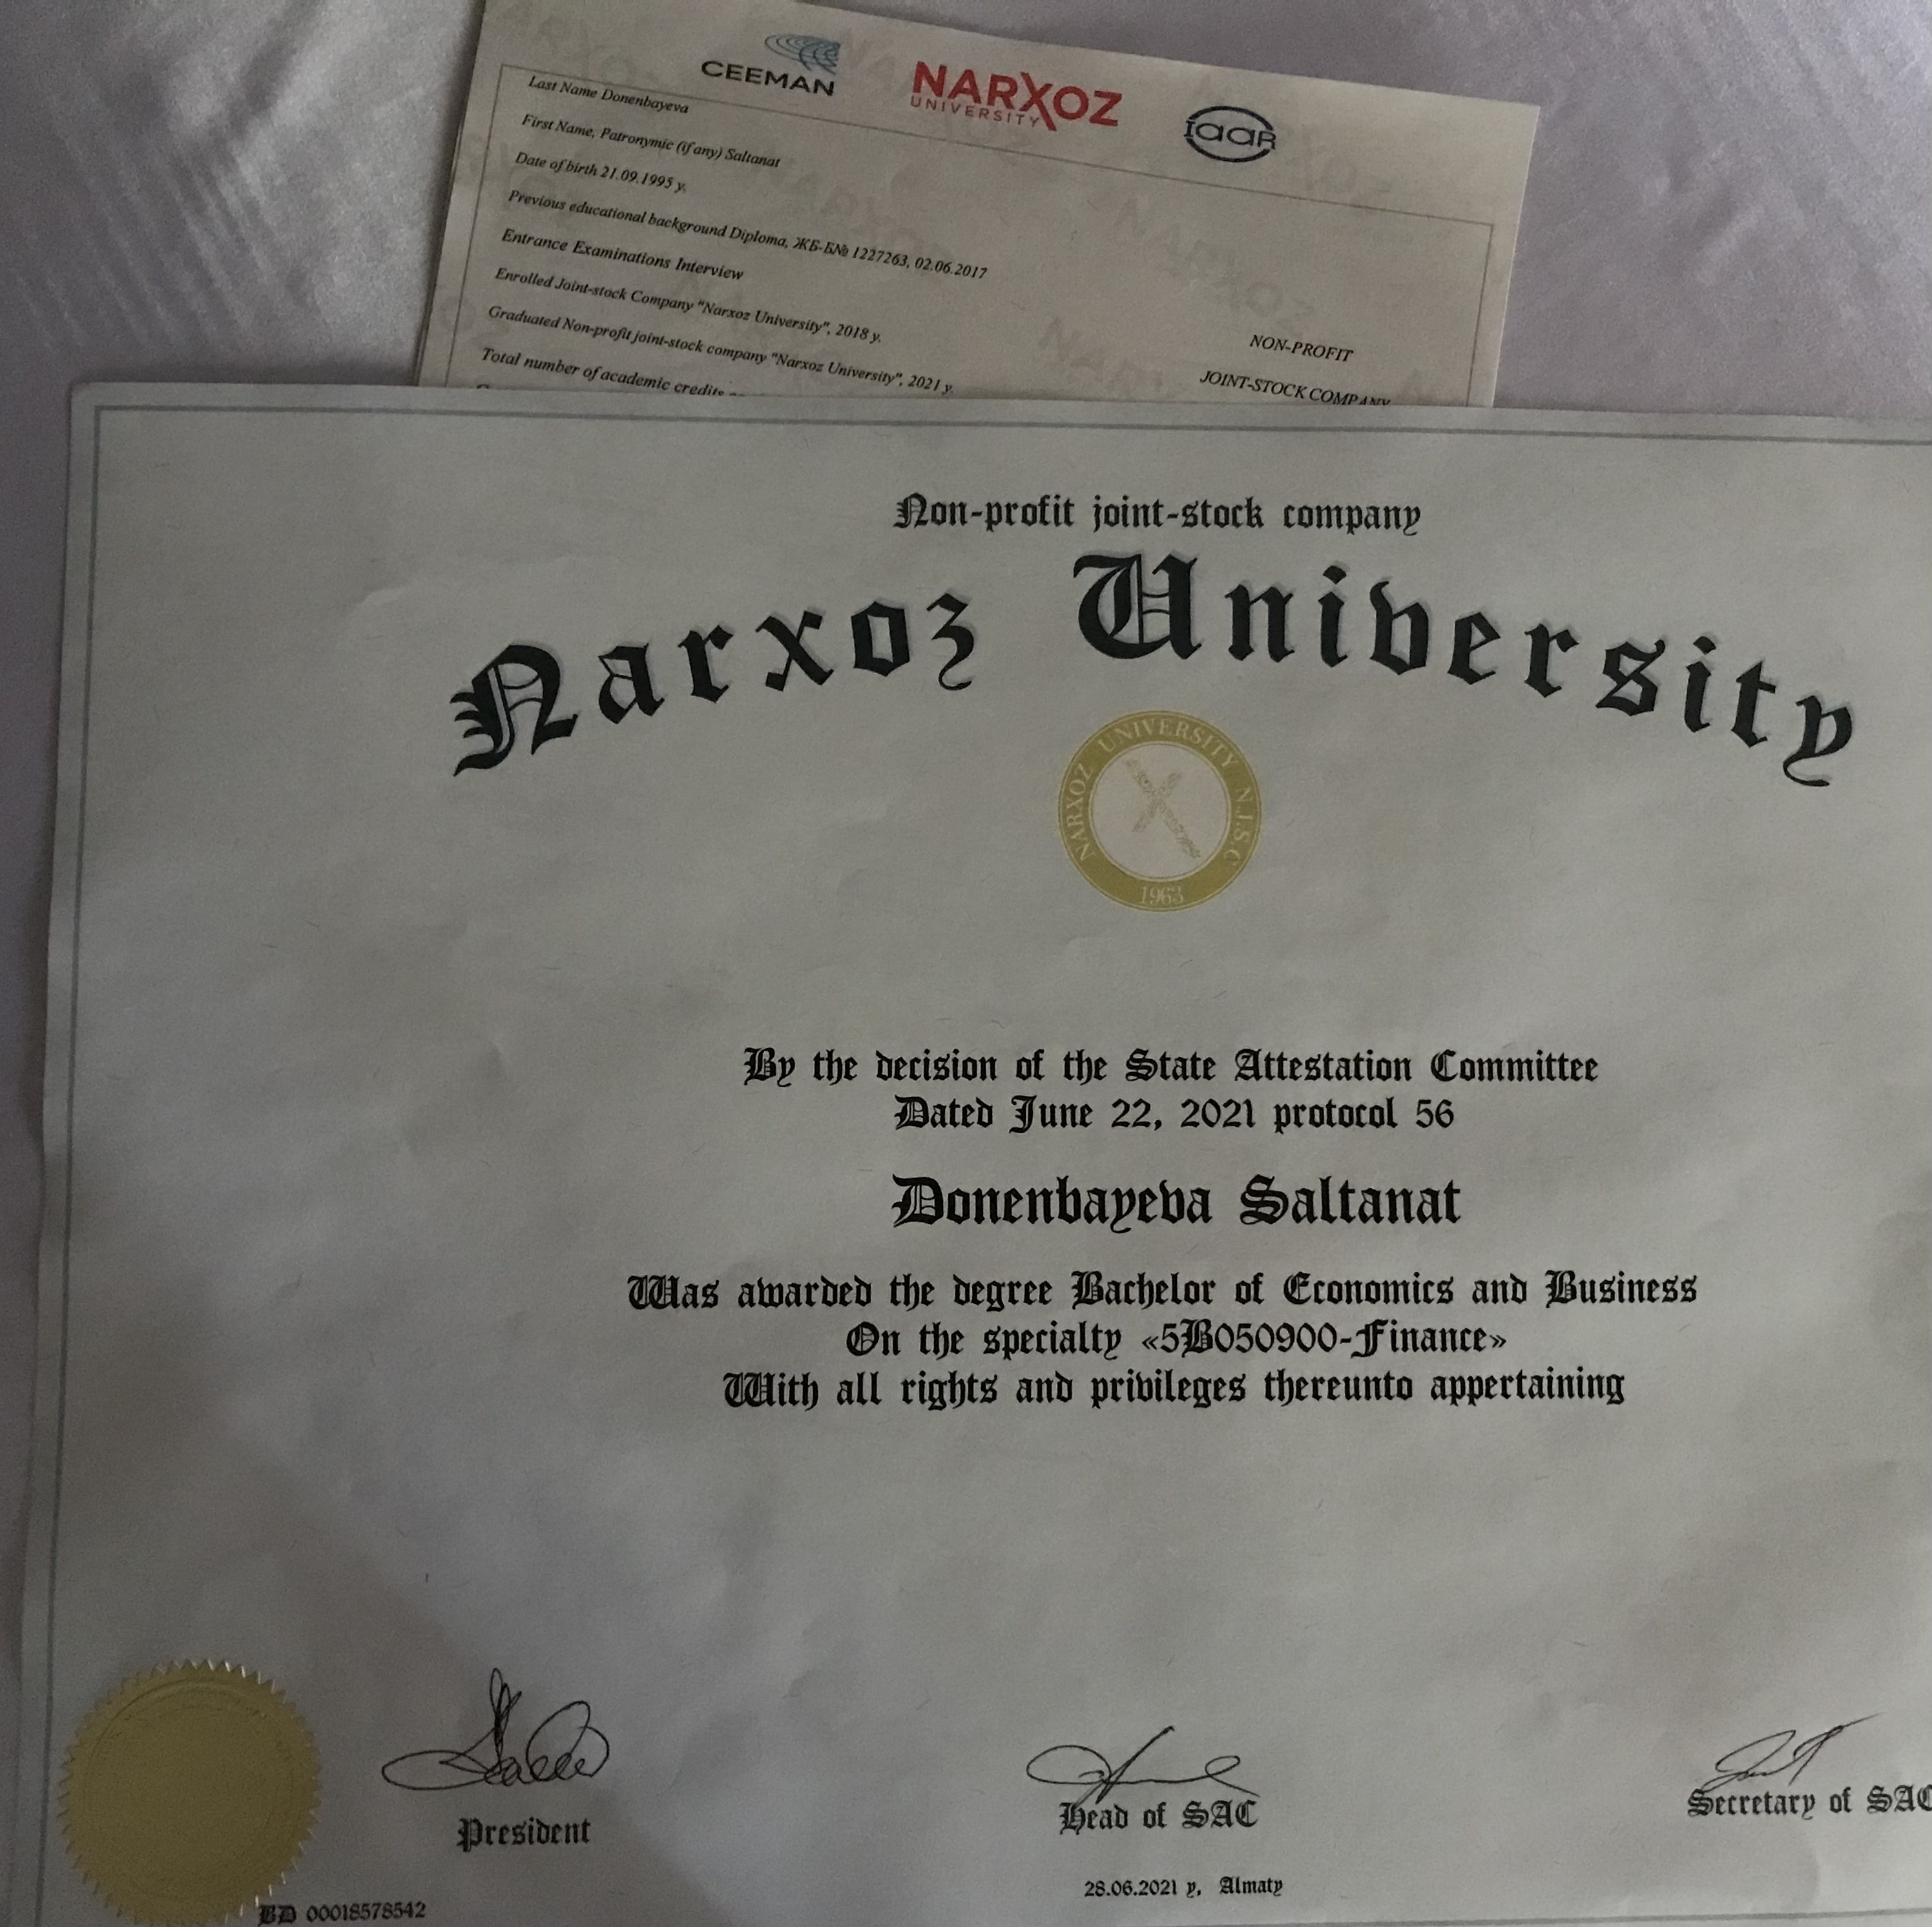 CEEMAN
NARXOZ
UNIVERSITY
IAAR
Last Name Donenbayeva
First Name, Patronymic (if any) Saltanat
Date of birth 21.09.1995 y.
Previous educational background Diploma, ЖБ-Б№ 1227263, 02.06.2017
Entrance Examinations Interview
Enrolled Joint-stock Company "Narxoz University", 2018 y.
Graduated Non-profit joint-stock company "Narxoz University", 2021 y.
Total number of academic credits
NON-PROFIT
JOINT-STOCK COMPANY
Non-profit joint-stock company
Narxoz University
NARXOZ UNIVERSITY N.J.S.C
1963
By the decision of the State Attestation Committee
Dated June 22, 2021 protocol 56
Donenbayeva Saltanat
Was awarded the degree Bachelor of Economics and Business
On the specialty «5B050900-Finance»
With all rights and privileges thereunto appertaining
President
Head of SAC
Secretary of SAC
28.06.2021 y, Almaty
BD 00018578542